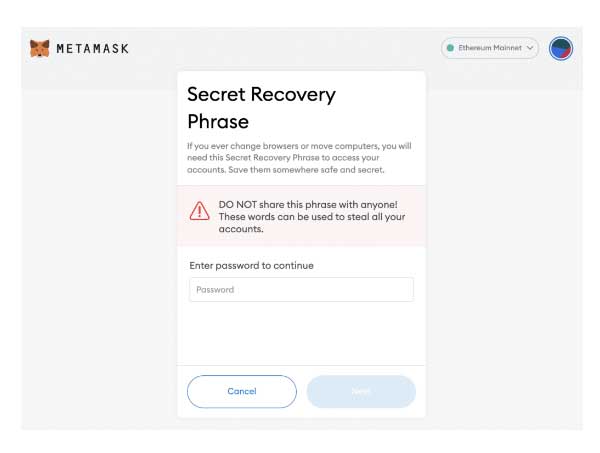 METAMASK
Ethereum Mainnet
Secret Recovery
Phrase
If you ever change browsers or move computers, you will
need this Secret Recovery Phrase to access your
accounts. Save them somewhere safe and secret.
DO NOT share this phrase with anyone!
These words can be used to steal all your
accounts.
Enter password to continue
Password
Cancel
Next